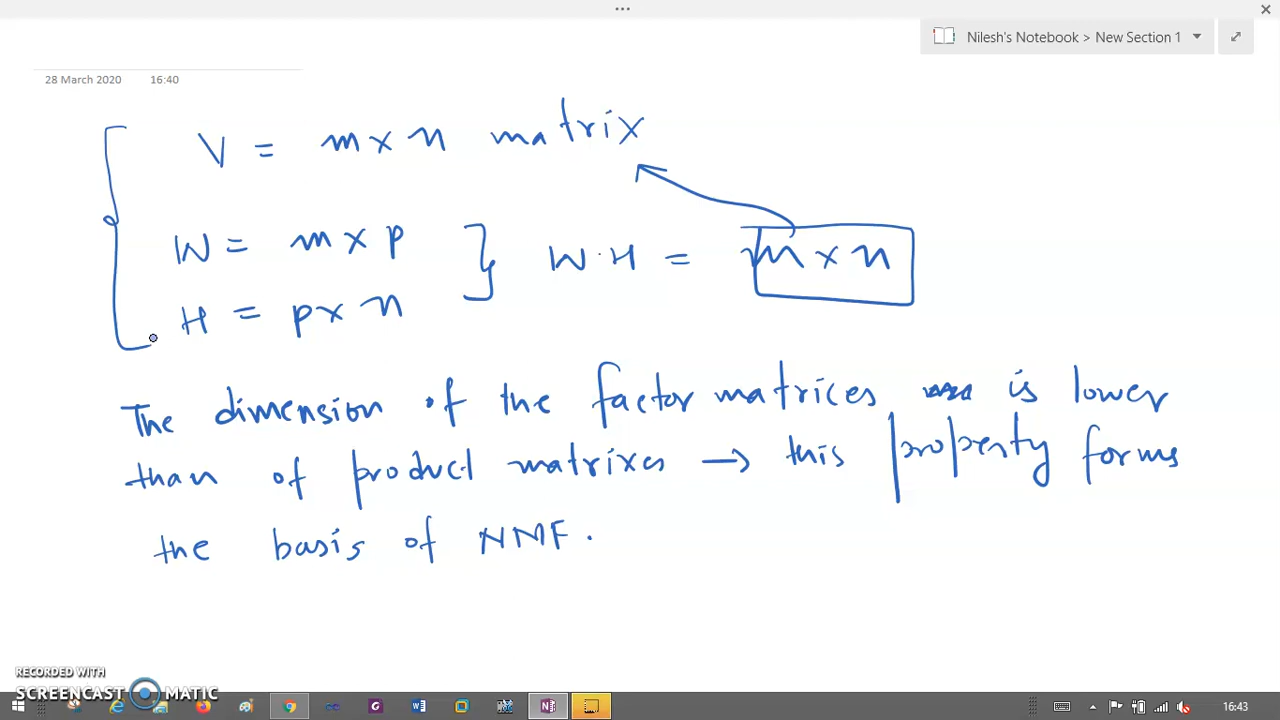 Nilesh's Notebook > New Section 1
28 March 2020 16:40
V = m x n matrix
W = m x p
W . H = m x n
H = p x n
The dimension of the factor matrices is lower
than of product matrixes → this property forms
the basis of NMF.
RECORDED WITH
SCREENCAST MATIC
16:43